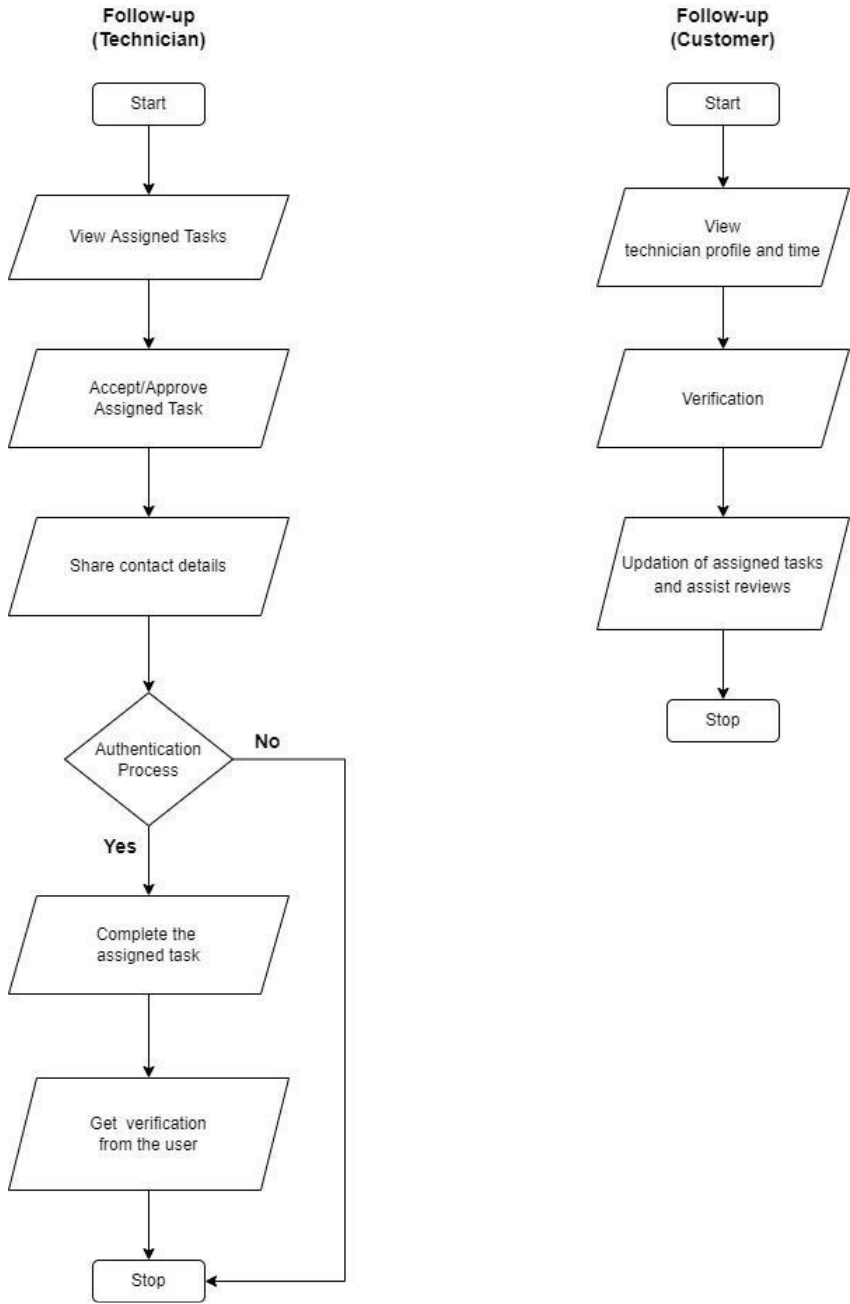 Follow-up
(Technician)
Start
View Assigned Tasks
Accept/Approve
Assigned Task
Share contact details
Authentication
Process
No
Yes
Complete the
assigned task
Get verification
from the user
Stop
Follow-up
(Customer)
Start
View
technician profile and time
Verification
Updation of assigned tasks
and assist reviews
Stop